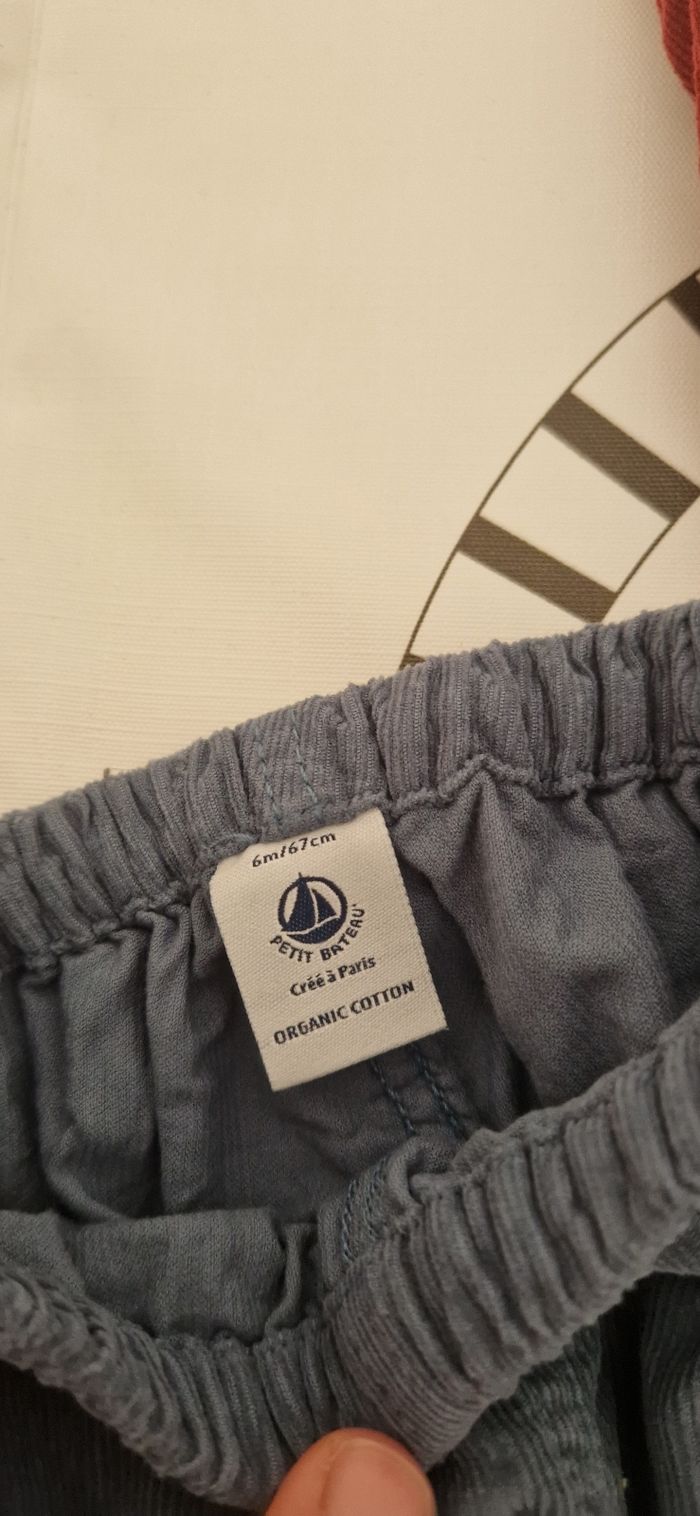 6m/67cm
PETIT BATEAU
Créé à Paris
ORGANIC COTTON